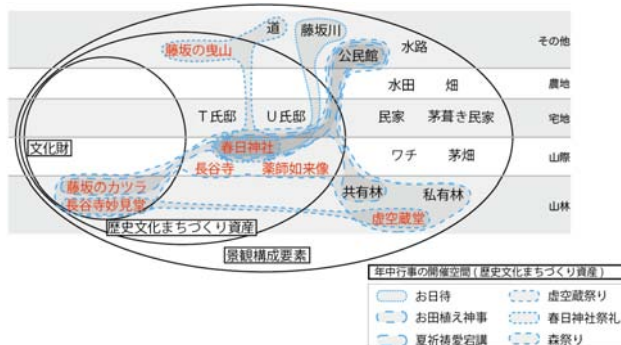 道
藤坂川
藤坂の曳山
公民館
水路
その他
水田
畑
農地
T氏邸
U氏邸
民家
茅葺き民家
宅地
文化財
春日神社
ワチ
茅畑
山際
長谷寺
薬師如来像
藤坂のカツラ
長谷寺妙見堂
共有林
私有林
山林
虚空蔵堂
歴史文化まちづくり資産
景観構成要素
年中行事の開催空間(歴史文化まちづくり資産)
お日待
虚空蔵祭り
お田植え神事
春日神社祭礼
夏祈祷愛宕講
森祭り